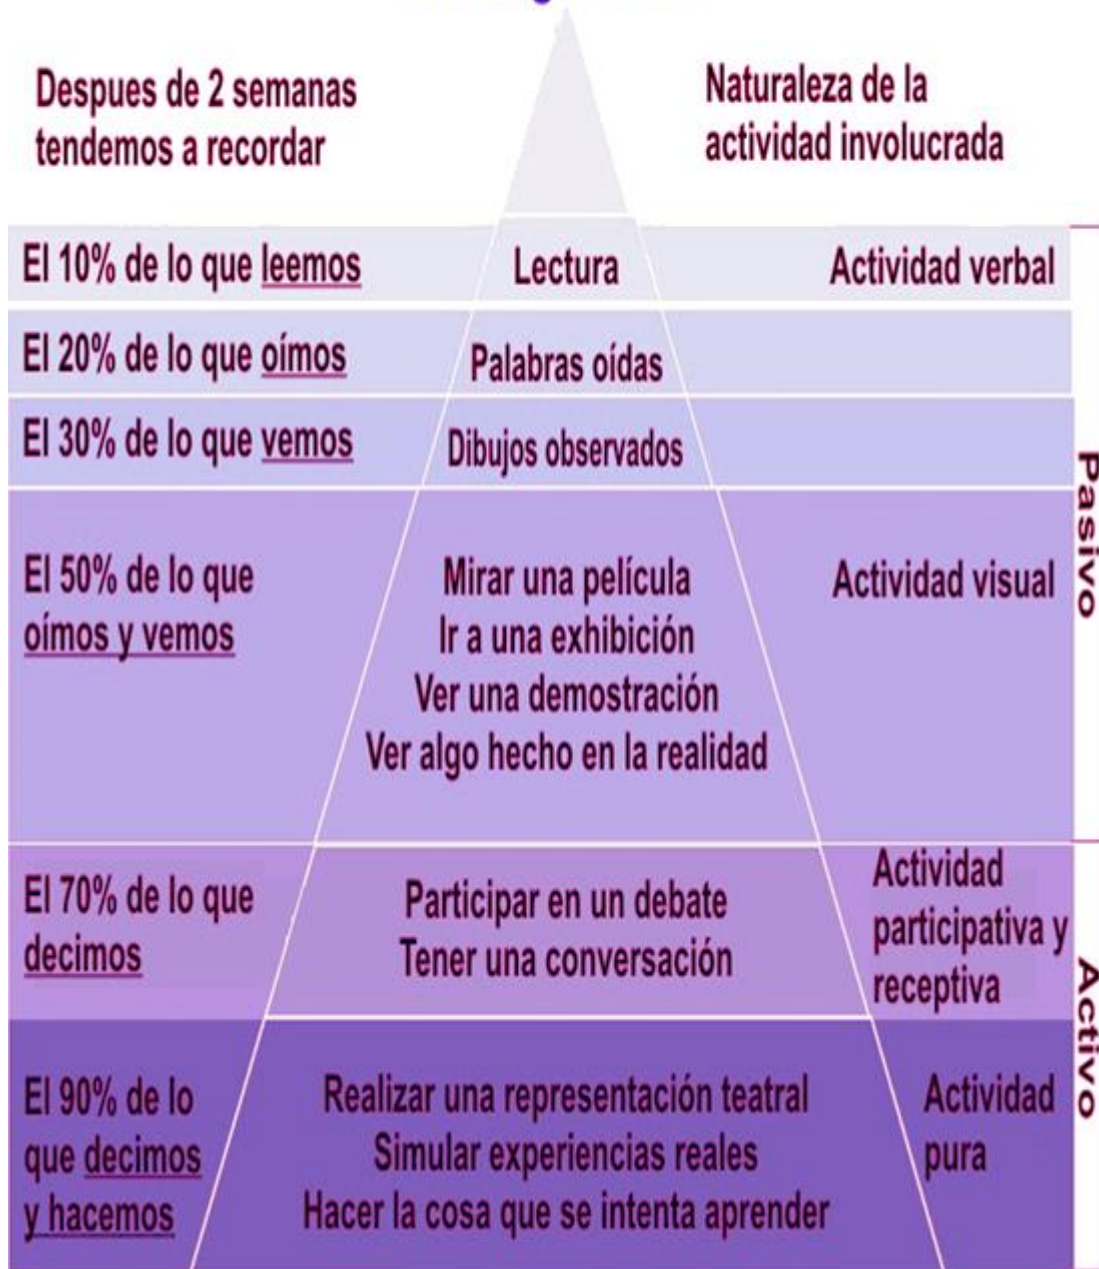 Despues de 2 semanas
tendemos a recordar
Naturaleza de la
actividad involucrada
El 10% de lo que leemos
Lectura
Actividad verbal
El 20% de lo que oímos
Palabras oídas
El 30% de lo que vemos
Dibujos observados
El 50% de lo que
oímos y vemos
Mirar una película
Ir a una exhibición
Ver una demostración
Ver algo hecho en la realidad
Actividad visual
Pasivo
El 70% de lo que
decimos
Participar en un debate
Tener una conversación
Actividad
participativa y
receptiva
El 90% de lo
que decimos
y hacemos
Realizar una representación teatral
Simular experiencias reales
Hacer la cosa que se intenta aprender
Actividad
pura
Activo